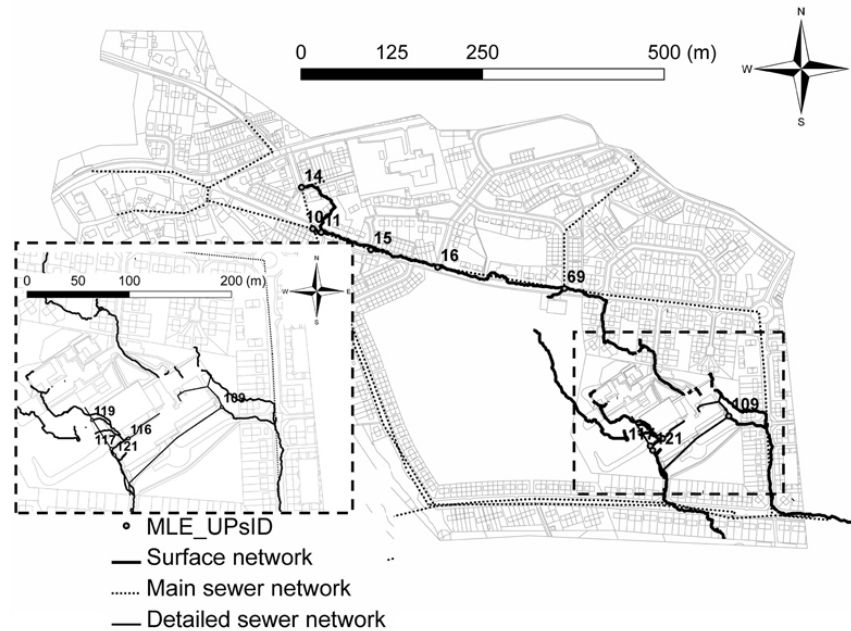 0 125 250 500 (m)
N
W E
S
14
10 11
15
16
69
0 50 100 200 (m)
N
W E
S
109
119
116
117
121
109
117 121
MLE_UPsID
Surface network
Main sewer network
Detailed sewer network